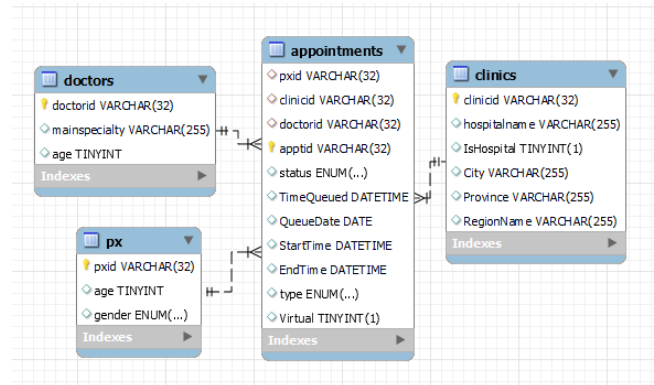 doctors
doctorid VARCHAR(32)
mainspecialty VARCHAR(255)
age TINYINT
Indexes
px
pxid VARCHAR(32)
age TINYINT
gender ENUM(...)
Indexes
appointments
pxid VARCHAR(32)
clinicid VARCHAR(32)
doctorid VARCHAR(32)
apptid VARCHAR(32)
status ENUM(...)
TimeQueued DATETIME
QueueDate DATE
StartTime DATETIME
EndTime DATETIME
type ENUM(...)
Virtual TINYINT(1)
Indexes
clinics
clinicid VARCHAR(32)
hospitalname VARCHAR(255)
IsHospital TINYINT(1)
City VARCHAR(255)
Province VARCHAR(255)
RegionName VARCHAR(255)
Indexes